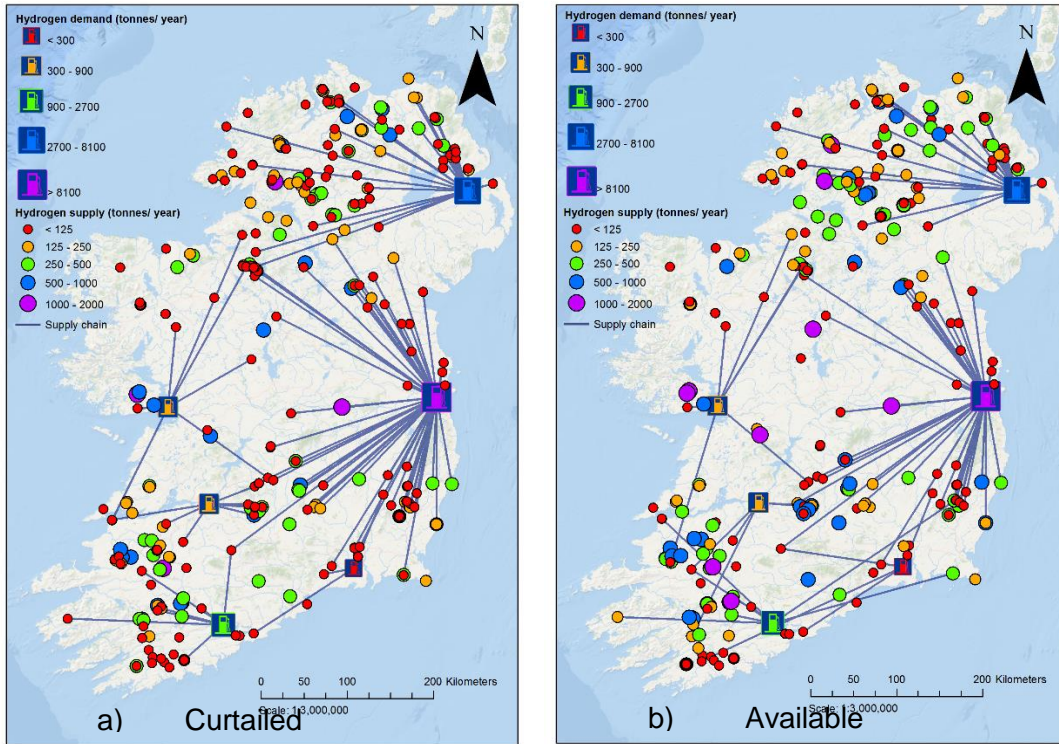 Hydrogen demand (tonnes/ year)
< 300
300 - 900
900 - 2700
2700 - 8100
> 8100
Hydrogen supply (tonnes/ year)
< 125
125 - 250
250 - 500
500 - 1000
1000 - 2000
Supply chain
N
0 50 100 200 Kilometers
Scale: 1:3,000,000
a) Curtailed
Hydrogen demand (tonnes/ year)
< 300
300 - 900
900 - 2700
2700 - 8100
> 8100
Hydrogen supply (tonnes/ year)
< 125
125 - 250
250 - 500
500 - 1000
1000 - 2000
Supply chain
N
0 50 100 200 Kilometers
Scale: 1:3,000,000
b) Available